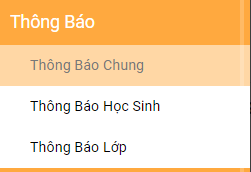 Thông Báo
Thông Báo Chung
Thông Báo Học Sinh
Thông Báo Lớp